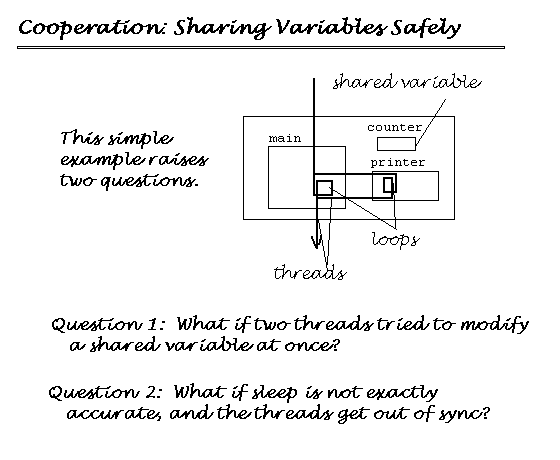 Cooperation: Sharing Variables Safely
shared variable
This simple
example raises
two questions.
counter
main
printer
loops
threads
Question 1: What if two threads tried to modify
a shared variable at once?
Question 2: What if sleep is not exactly
accurate, and the threads get out of sync?